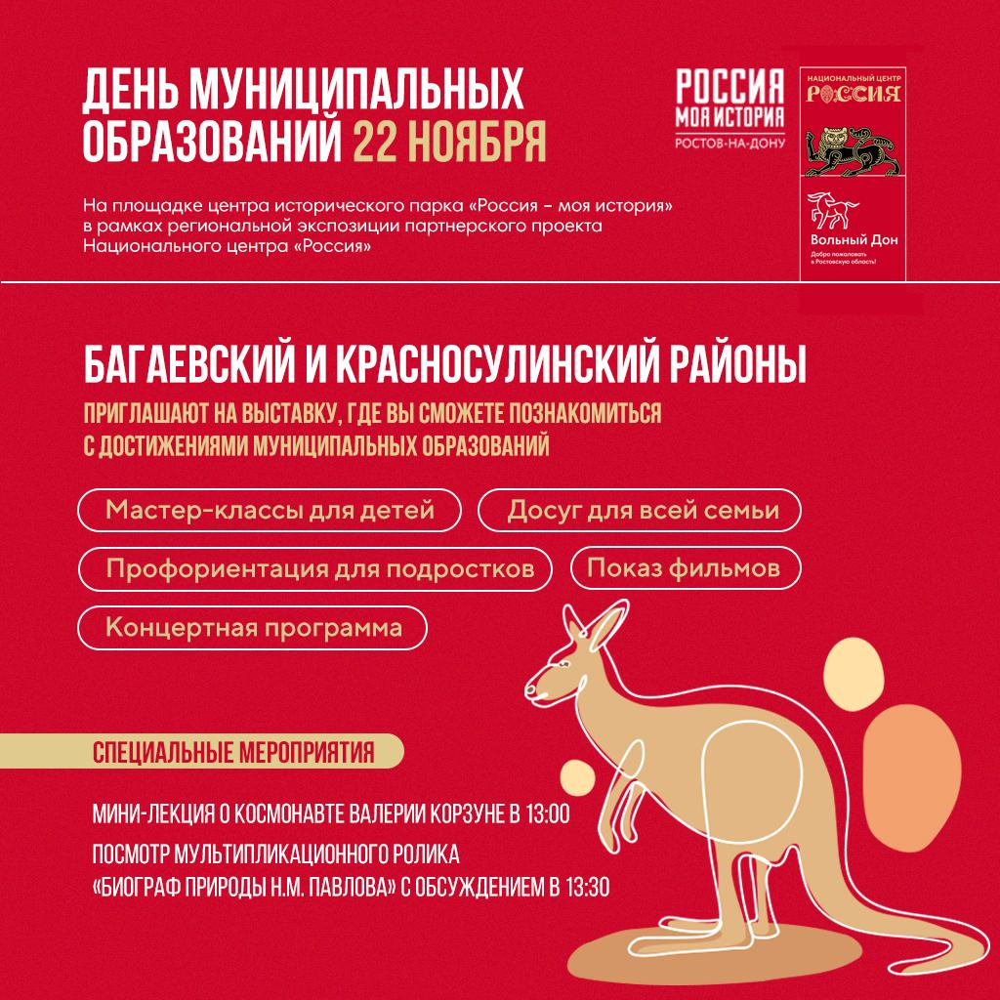 ДЕНЬ МУНИЦИПАЛЬНЫХ
ОБРАЗОВАНИЙ 22 НОЯБРЯ
РОССИЯ
МОЯ ИСТОРИЯ
РОСТОВ-НА-ДОНУ
НАЦИОНАЛЬНЫЙ ЦЕНТР
РОССИЯ
Вольный Дон
Добро пожаловать
в Ростовскую область!
На площадке центра исторического парка «Россия – моя история»
в рамках региональной экспозиции партнерского проекта
Национального центра «Россия»
БАГАЕВСКИЙ И КРАСНОСУЛИНСКИЙ РАЙОНЫ
ПРИГЛАШАЮТ НА ВЫСТАВКУ, ГДЕ ВЫ СМОЖЕТЕ ПОЗНАКОМИТЬСЯ
С ДОСТИЖЕНИЯМИ МУНИЦИПАЛЬНЫХ ОБРАЗОВАНИЙ
Мастер-классы для детей
Досуг для всей семьи
Профориентация для подростков
Показ фильмов
Концертная программа
СПЕЦИАЛЬНЫЕ МЕРОПРИЯТИЯ
МИНИ-ЛЕКЦИЯ О КОСМОНАВТЕ ВАЛЕРИИ КОРЗУНЕ В 13:00
ПОСМОТР МУЛЬТИПЛИКАЦИОННОГО РОЛИКА
«БИОГРАФ ПРИРОДЫ Н.М. ПАВЛОВА» С ОБСУЖДЕНИЕМ В 13:30